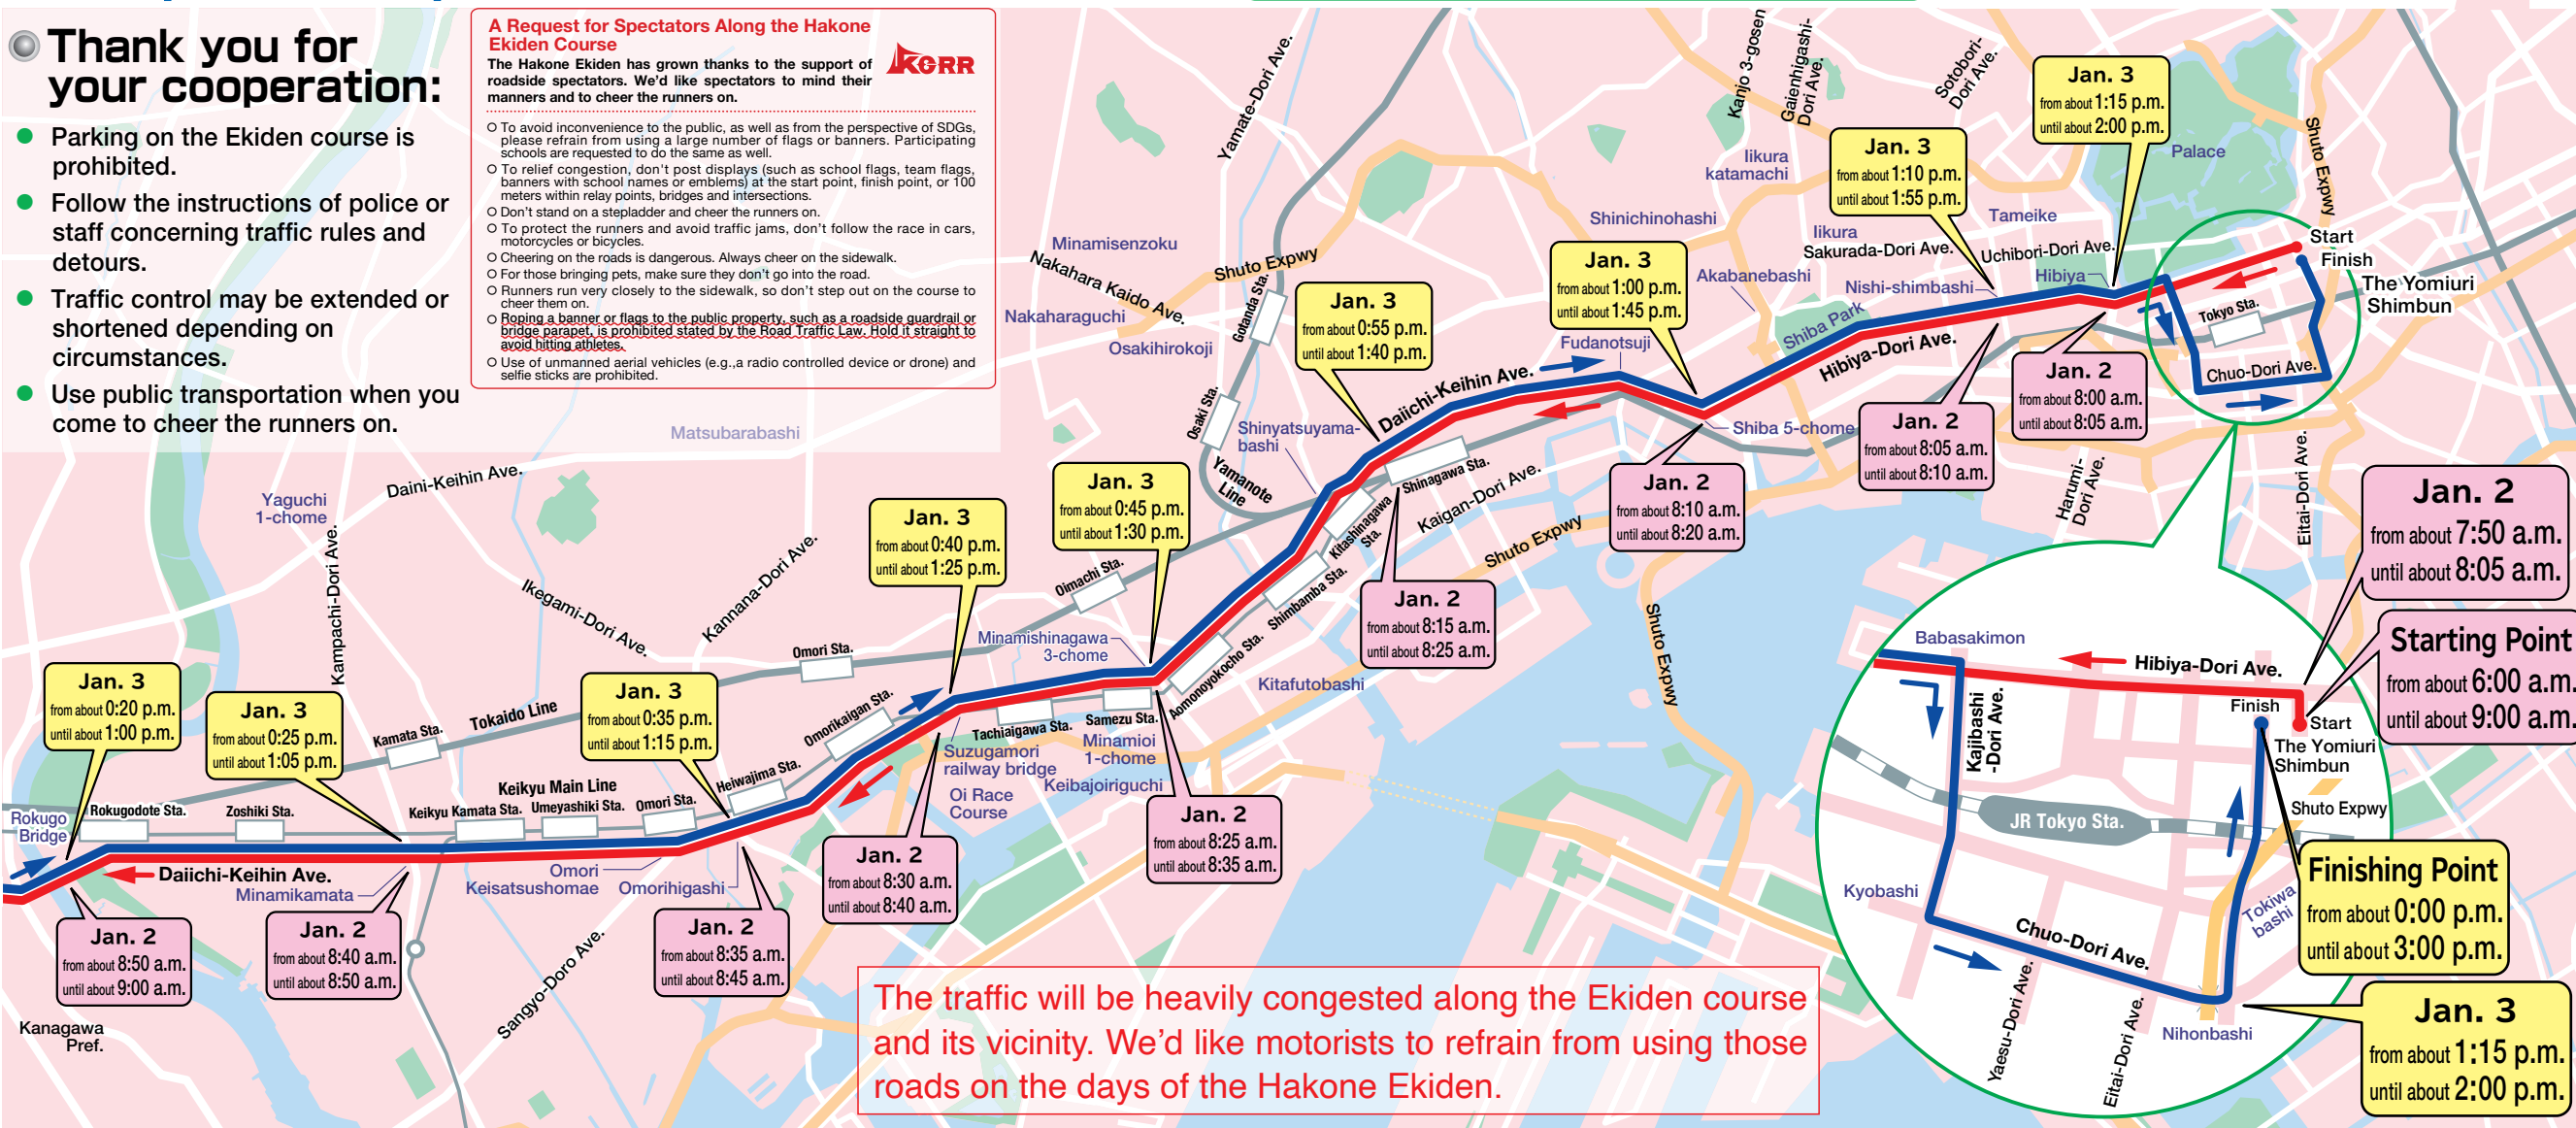 Thank you for
your cooperation:
Parking on the Ekiden course is
prohibited.
Follow the instructions of police or
staff concerning traffic rules and
detours.
Traffic control may be extended or
shortened depending on
circumstances.
Use public transportation when you
come to cheer the runners on.
A Request for Spectators Along the Hakone
Ekiden Course
KGRR
The Hakone Ekiden has grown thanks to the support of
roadside spectators. We'd like spectators to mind their
manners and to cheer the runners on.
To avoid inconvenience to the public, as well as from the perspective of SDGs,
please refrain from using a large number of flags or banners. Participating
schools are requested to do the same as well.
To relief congestion, don't post displays (such as school flags, team flags,
banners with school names or emblems) at the start point, finish point, or 100
meters within relay points, bridges and intersections.
Don't stand on a stepladder and cheer the runners on.
To protect the runners and avoid traffic jams, don't follow the race in cars,
motorcycles or bicycles.
Cheering on the roads is dangerous. Always cheer on the sidewalk.
For those bringing pets, make sure they don't go into the road.
Runners run very closely to the sidewalk, so don't step out on the course to
cheer them on.
Roping a banner or flags to the public property, such as a roadside guardrail or
bridge parapet, is prohibited stated by the Road Traffic Law. Hold it straight to
avoid hitting athletes.
Use of unmanned aerial vehicles (e.g.,a radio controlled device or drone) and
selfie sticks are prohibited.
Matsubarabashi
Daini-Keihin Ave.
Yaguchi
1-chome
Kampachi-Dori Ave.
Ikegami-Dori Ave.
Kannana-Dori Ave.
Yamate-Dori Ave.
Minamisenzoku
Nakahara Kaido Ave.
Nakaharaguchi
Osakihirokoji
Shuto Expwy
Gotanda Sta.
Osaki Sta.
Yamanote
Line
Shinyatsuyama-
bashi
Kanjo 3-gosen
Gaienhigashi-
Dori Ave.
Sotobori-
Dori Ave.
Iikura
katamachi
Shinichinohashi
Akabanebashi
Iikura
Sakurada-Dori Ave.
Tameike
Uchibori-Dori Ave.
Hibiya
Nishi-shimbashi
Shiba Park
Hibiya-Dori Ave.
Fudanotsuji
Daiichi-Keihin Ave.
Shiba 5-chome
Palace
Shuto Expwy
Start
Finish
The Yomiuri
Shimbun
Tokyo Sta.
Chuo-Dori Ave.
Eitai-Dori Ave.
Harumi-
Dori Ave.
Jan. 3
from about 1:15 p.m.
until about 2:00 p.m.
Jan. 3
from about 1:10 p.m.
until about 1:55 p.m.
Jan. 3
from about 1:00 p.m.
until about 1:45 p.m.
Jan. 3
from about 0:55 p.m.
until about 1:40 p.m.
Jan. 3
from about 0:45 p.m.
until about 1:30 p.m.
Jan. 3
from about 0:40 p.m.
until about 1:25 p.m.
Jan. 3
from about 0:35 p.m.
until about 1:15 p.m.
Jan. 3
from about 0:25 p.m.
until about 1:05 p.m.
Jan. 3
from about 0:20 p.m.
until about 1:00 p.m.
Jan. 2
from about 8:00 a.m.
until about 8:05 a.m.
Jan. 2
from about 8:05 a.m.
until about 8:10 a.m.
Jan. 2
from about 8:10 a.m.
until about 8:20 a.m.
Jan. 2
from about 8:15 a.m.
until about 8:25 a.m.
Jan. 2
from about 8:25 a.m.
until about 8:35 a.m.
Jan. 2
from about 8:30 a.m.
until about 8:40 a.m.
Jan. 2
from about 8:35 a.m.
until about 8:45 a.m.
Jan. 2
from about 8:40 a.m.
until about 8:50 a.m.
Jan. 2
from about 8:50 a.m.
until about 9:00 a.m.
Shinagawa Sta.
Kitashinagawa
Sta.
Kaigan-Dori Ave.
Shuto Expwy
Shuto Expwy
Shimbamba Sta.
Aomonoyokocho Sta.
Kitafutobashi
Oimachi Sta.
Minamishinagawa
3-chome
Omori Sta.
Samezu Sta.
Minamioi
1-chome
Keibajoiriguchi
Tachiaigawa Sta.
Suzugamori
railway bridge
Oi Race
Course
Omorikaigan Sta.
Heiwajima Sta.
Tokaido Line
Kamata Sta.
Keikyu Main Line
Keikyu Kamata Sta.
Umeyashiki Sta.
Omori Sta.
Zoshiki Sta.
Rokugodote Sta.
Rokugo
Bridge
Daiichi-Keihin Ave.
Minamikamata
Omori
Keisatsushomae
Omorihigashi
Sangyo-Doro Ave.
Kanagawa
Pref.
The traffic will be heavily congested along the Ekiden course
and its vicinity. We'd like motorists to refrain from using those
roads on the days of the Hakone Ekiden.
Jan. 2
from about 7:50 a.m.
until about 8:05 a.m.
Starting Point
from about 6:00 a.m.
until about 9:00 a.m.
Babasakimon
Hibiya-Dori Ave.
Kajibashi
-Dori Ave.
Finish
Start
The Yomiuri
Shimbun
Shuto Expwy
JR Tokyo Sta.
Kyobashi
Chuo-Dori Ave.
Tokiwa
bashi
Yaesu-Dori Ave.
Eitai-Dori Ave.
Nihonbashi
Finishing Point
from about 0:00 p.m.
until about 3:00 p.m.
Jan. 3
from about 1:15 p.m.
until about 2:00 p.m.